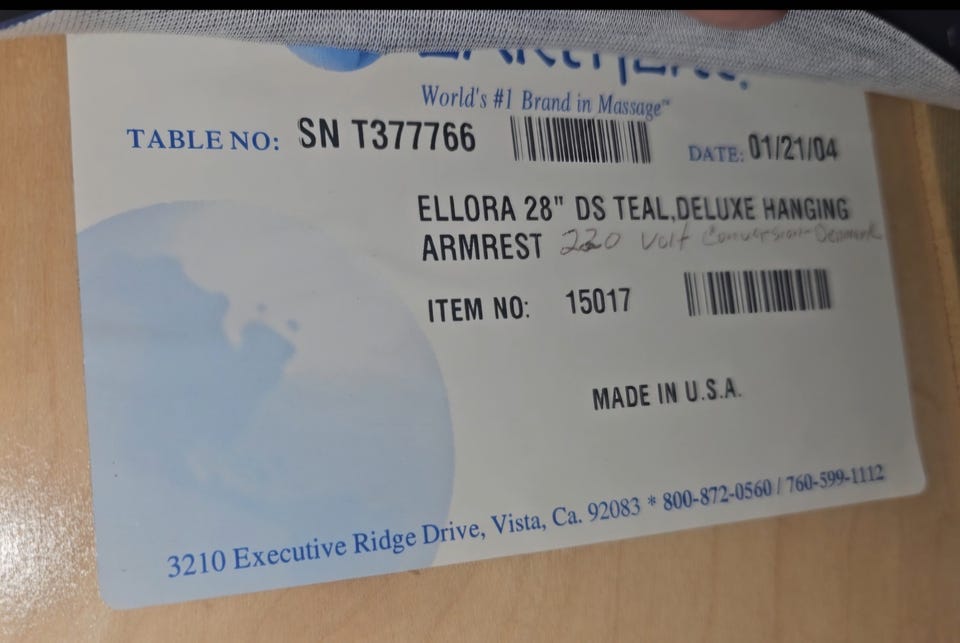 World's #1 Brand in Massage™
TABLE NO: SN T377766
DATE: 01/21/04
ELLORA 28" DS TEAL,DELUXE HANGING
ARMREST 220 Volt Conversion-Denmark
ITEM NO: 15017
MADE IN U.S.A.
3210 Executive Ridge Drive, Vista, Ca. 92083 * 800-872-0560 / 760-599-1112